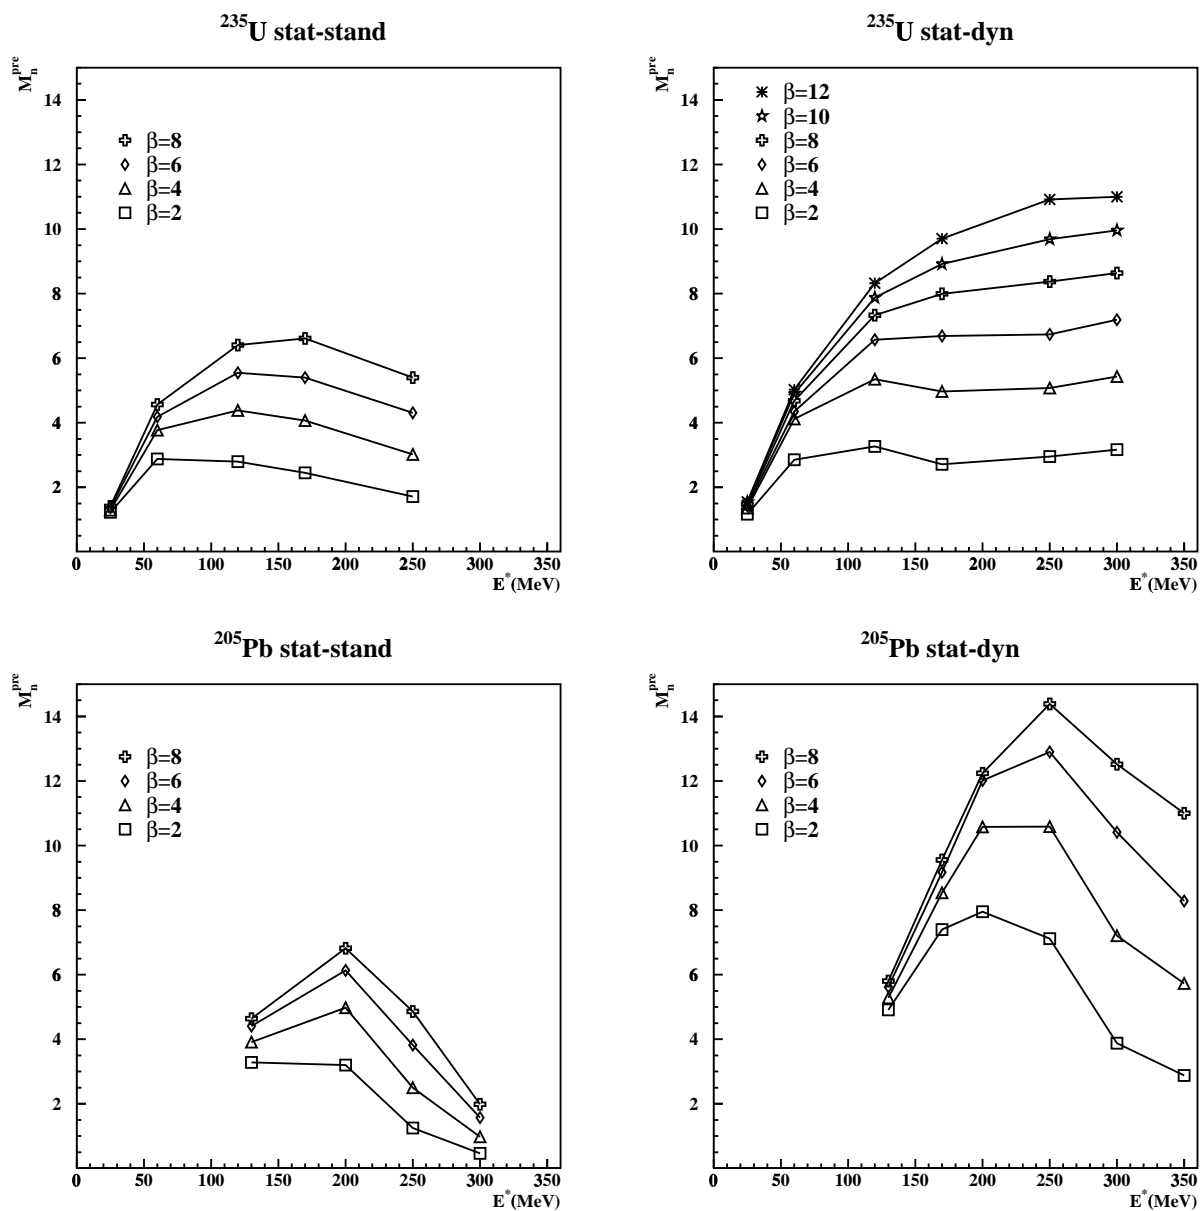 ²³⁵U stat-stand
M_n^pre
14
12
10
8
6
4
2
β=8
β=6
β=4
β=2
0 50 100 150 200 250 300 350
E*(MeV)
²³⁵U stat-dyn
M_n^pre
14
12
10
8
6
4
2
β=12
β=10
β=8
β=6
β=4
β=2
0 50 100 150 200 250 300 350
E*(MeV)
²⁰⁵Pb stat-stand
M_n^pre
14
12
10
8
6
4
2
β=8
β=6
β=4
β=2
0 50 100 150 200 250 300 350
E*(MeV)
²⁰⁵Pb stat-dyn
M_n^pre
14
12
10
8
6
4
2
β=8
β=6
β=4
β=2
0 50 100 150 200 250 300 350
E*(MeV)